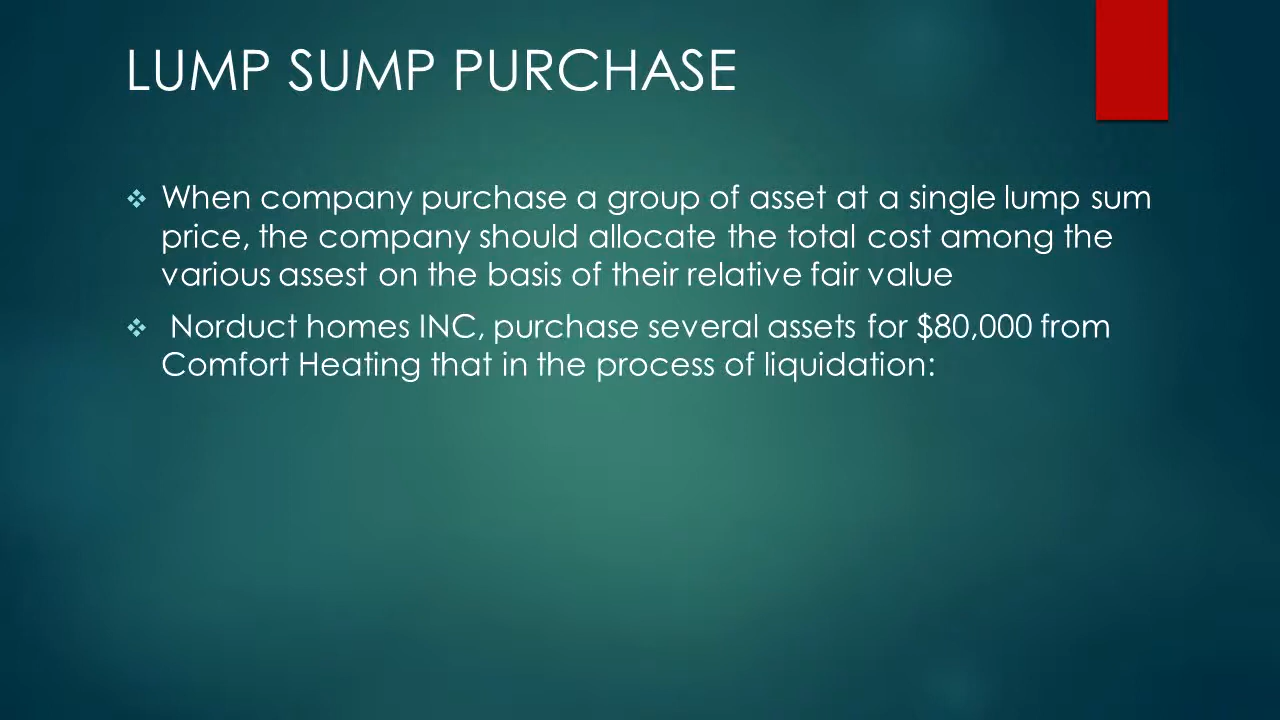 LUMP SUMP PURCHASE
When company purchase a group of asset at a single lump sum
price, the company should allocate the total cost among the
various assest on the basis of their relative fair value
Norduct homes INC, purchase several assets for $80,000 from
Comfort Heating that in the process of liquidation: